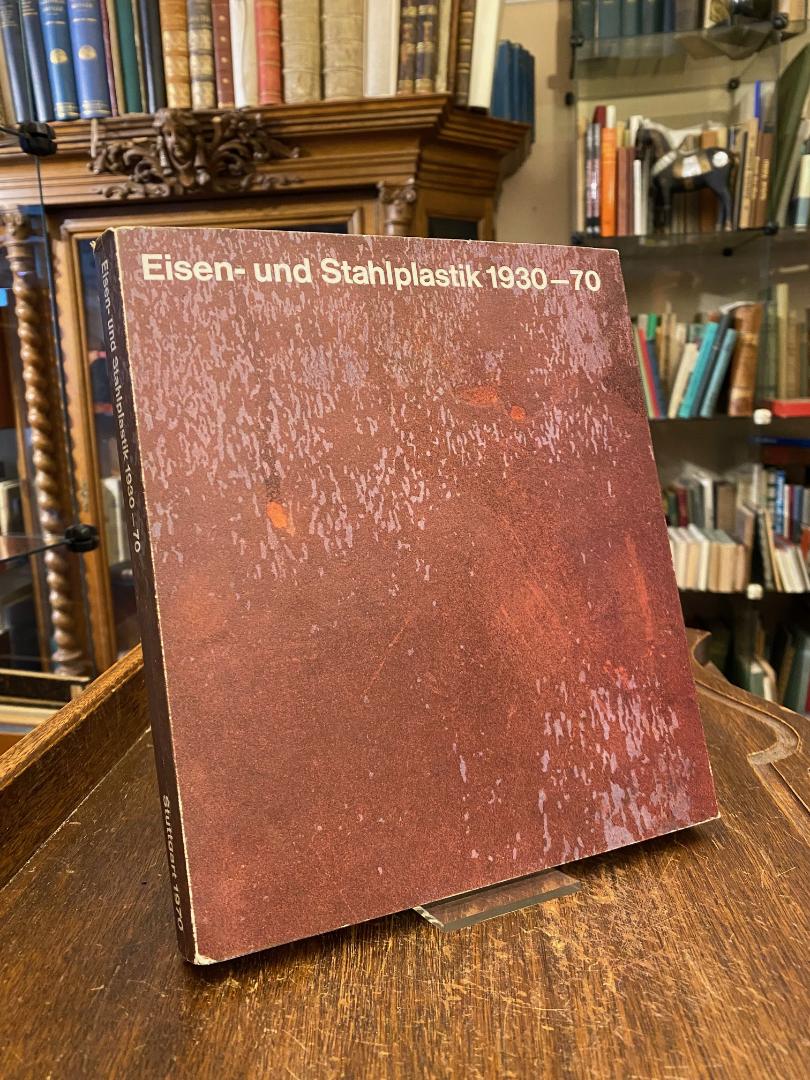 Eisen- und Stahlplastik 1930–70
Eisen- und Stahlplastik 1930 – 70
Stuttgart 1970